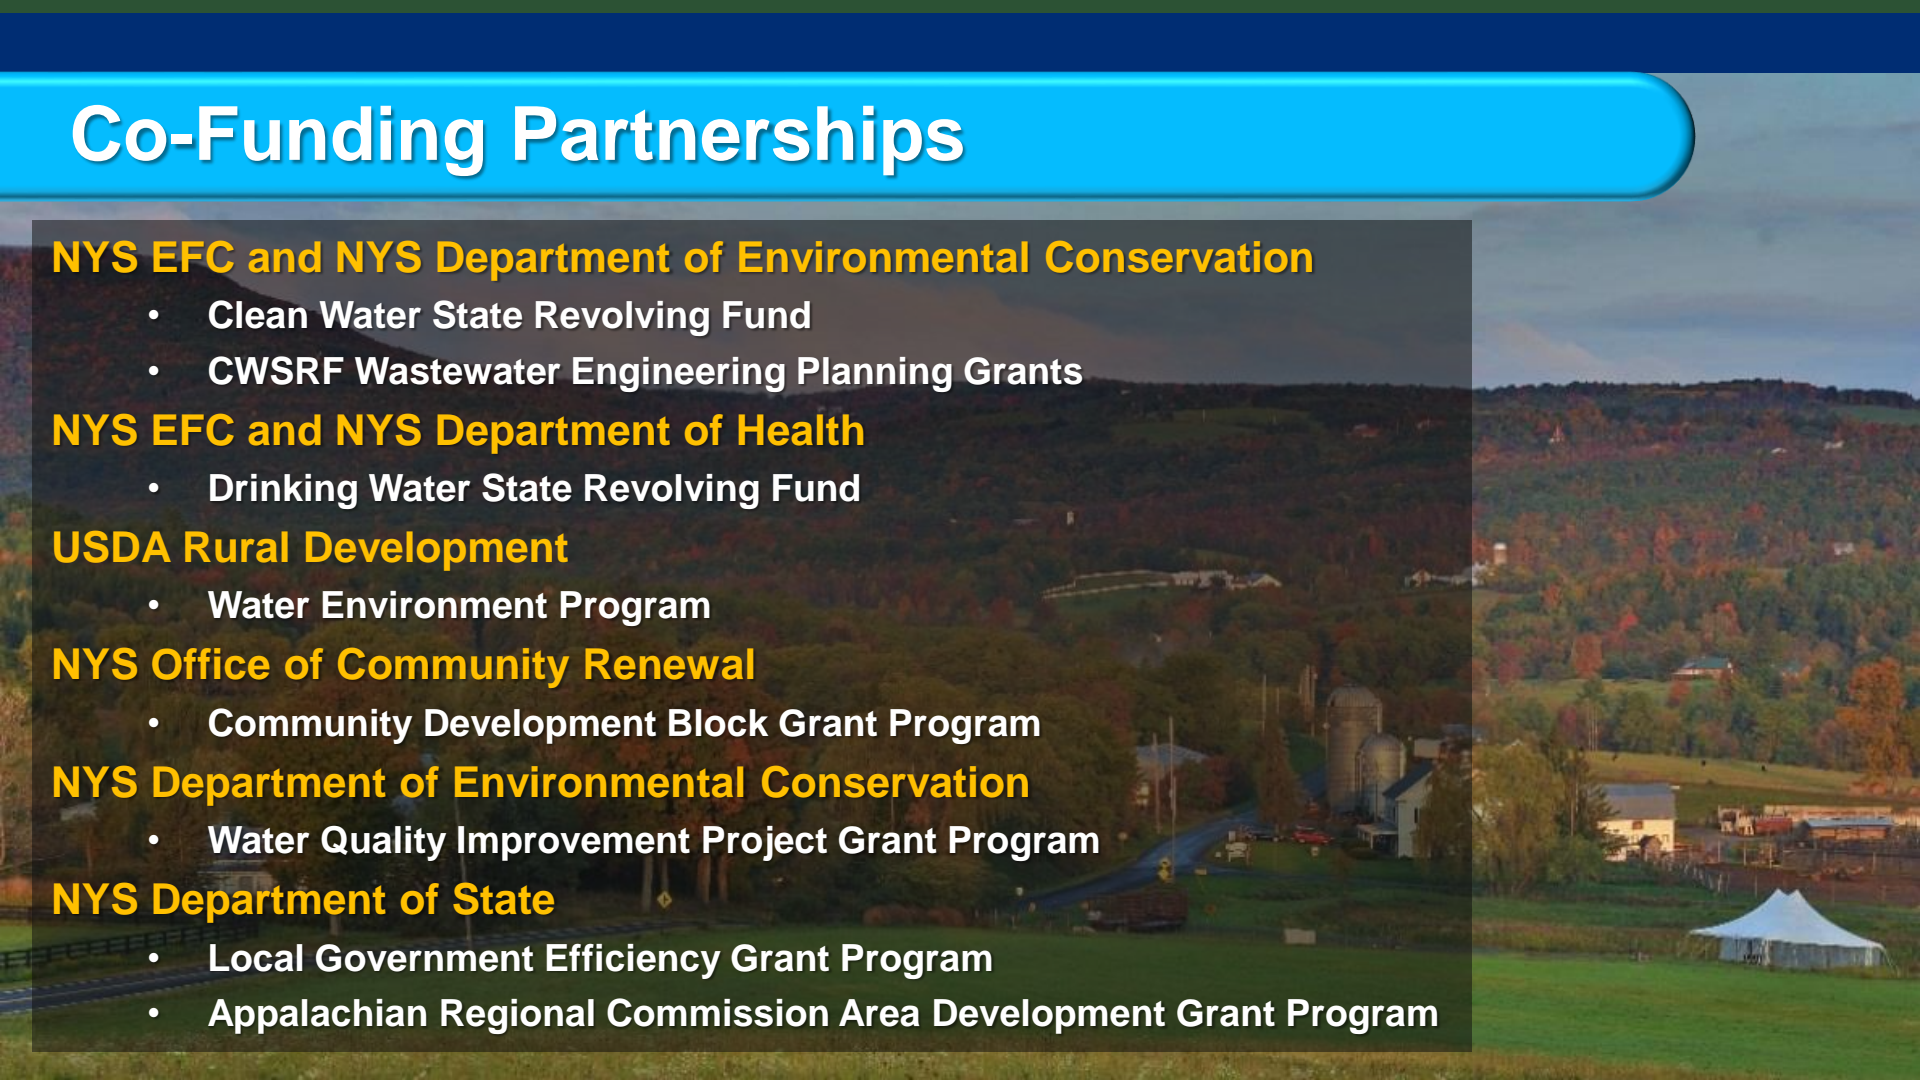 Co-Funding Partnerships
NYS EFC and NYS Department of Environmental Conservation
• Clean Water State Revolving Fund
• CWSRF Wastewater Engineering Planning Grants
NYS EFC and NYS Department of Health
• Drinking Water State Revolving Fund
USDA Rural Development
• Water Environment Program
NYS Office of Community Renewal
• Community Development Block Grant Program
NYS Department of Environmental Conservation
• Water Quality Improvement Project Grant Program
NYS Department of State
• Local Government Efficiency Grant Program
• Appalachian Regional Commission Area Development Grant Program